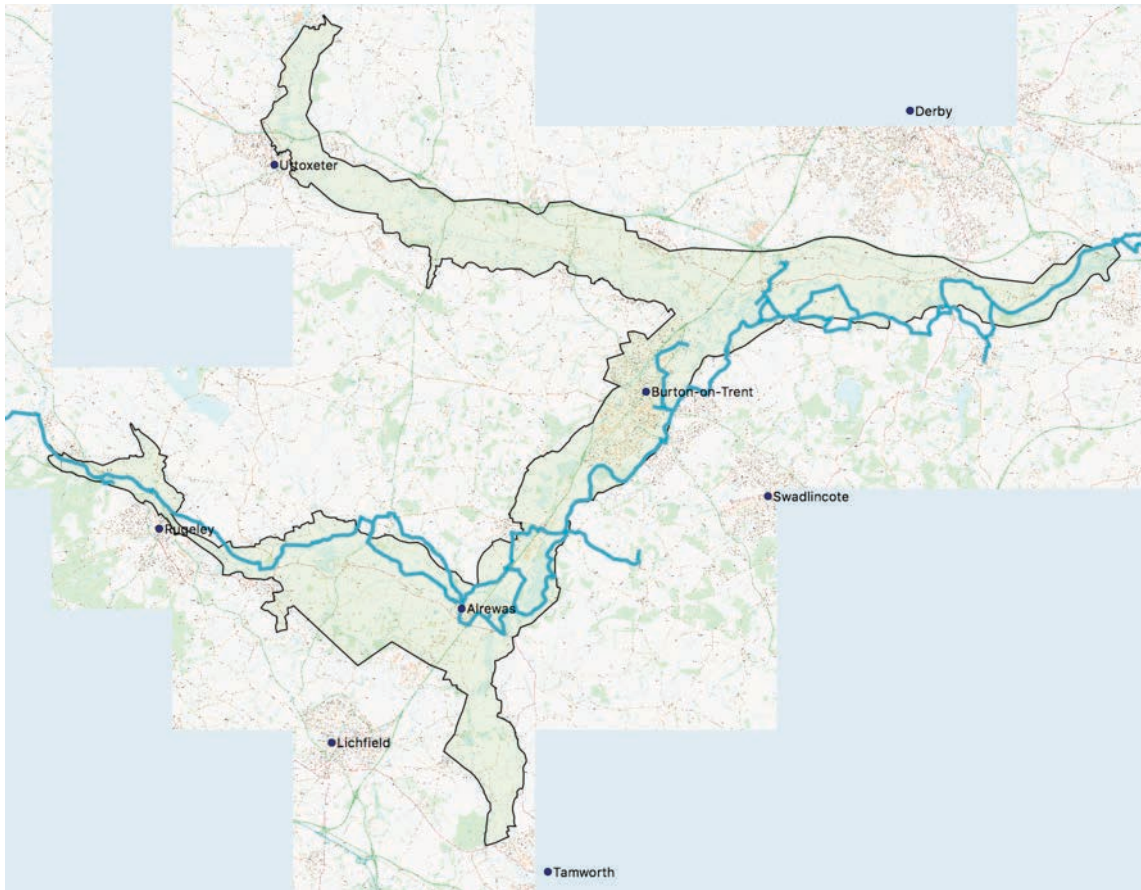 Derby
Uttoxeter
Burton-on-Trent
Swadlincote
Rugeley
Alrewas
Lichfield
Tamworth